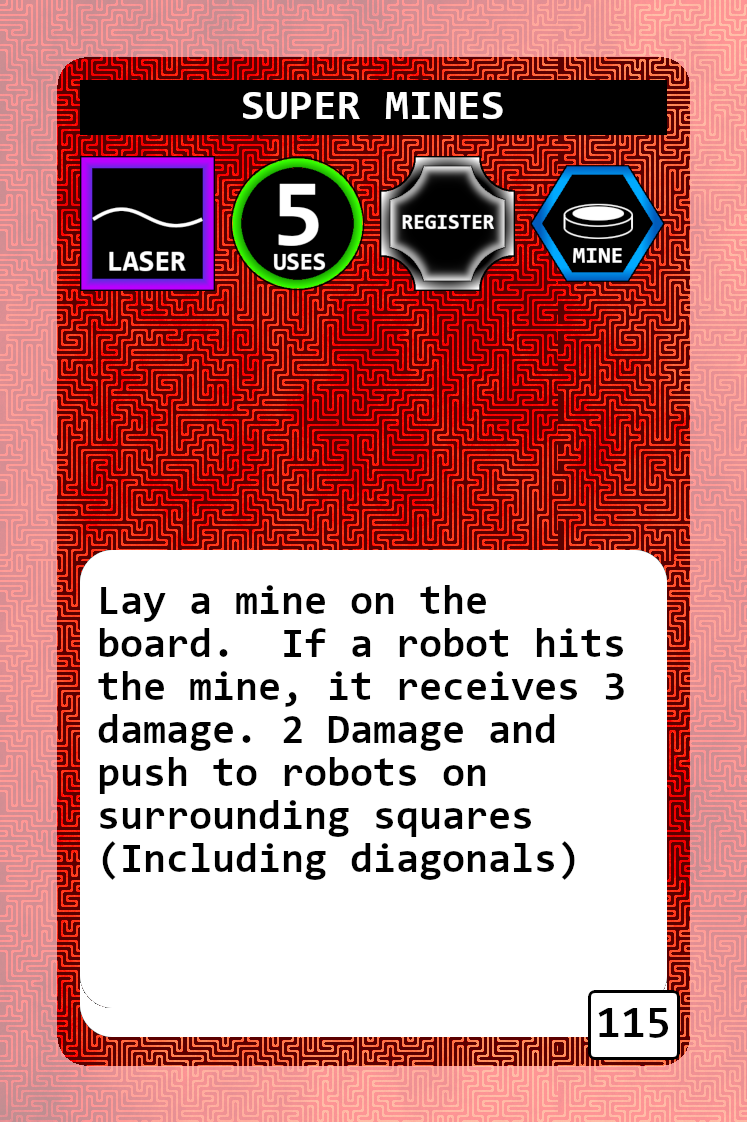 SUPER MINES
LASER
5
USES
REGISTER
MINE
Lay a mine on the
board.  If a robot hits
the mine, it receives 3
damage. 2 Damage and
push to robots on
surrounding squares
(Including diagonals)
115